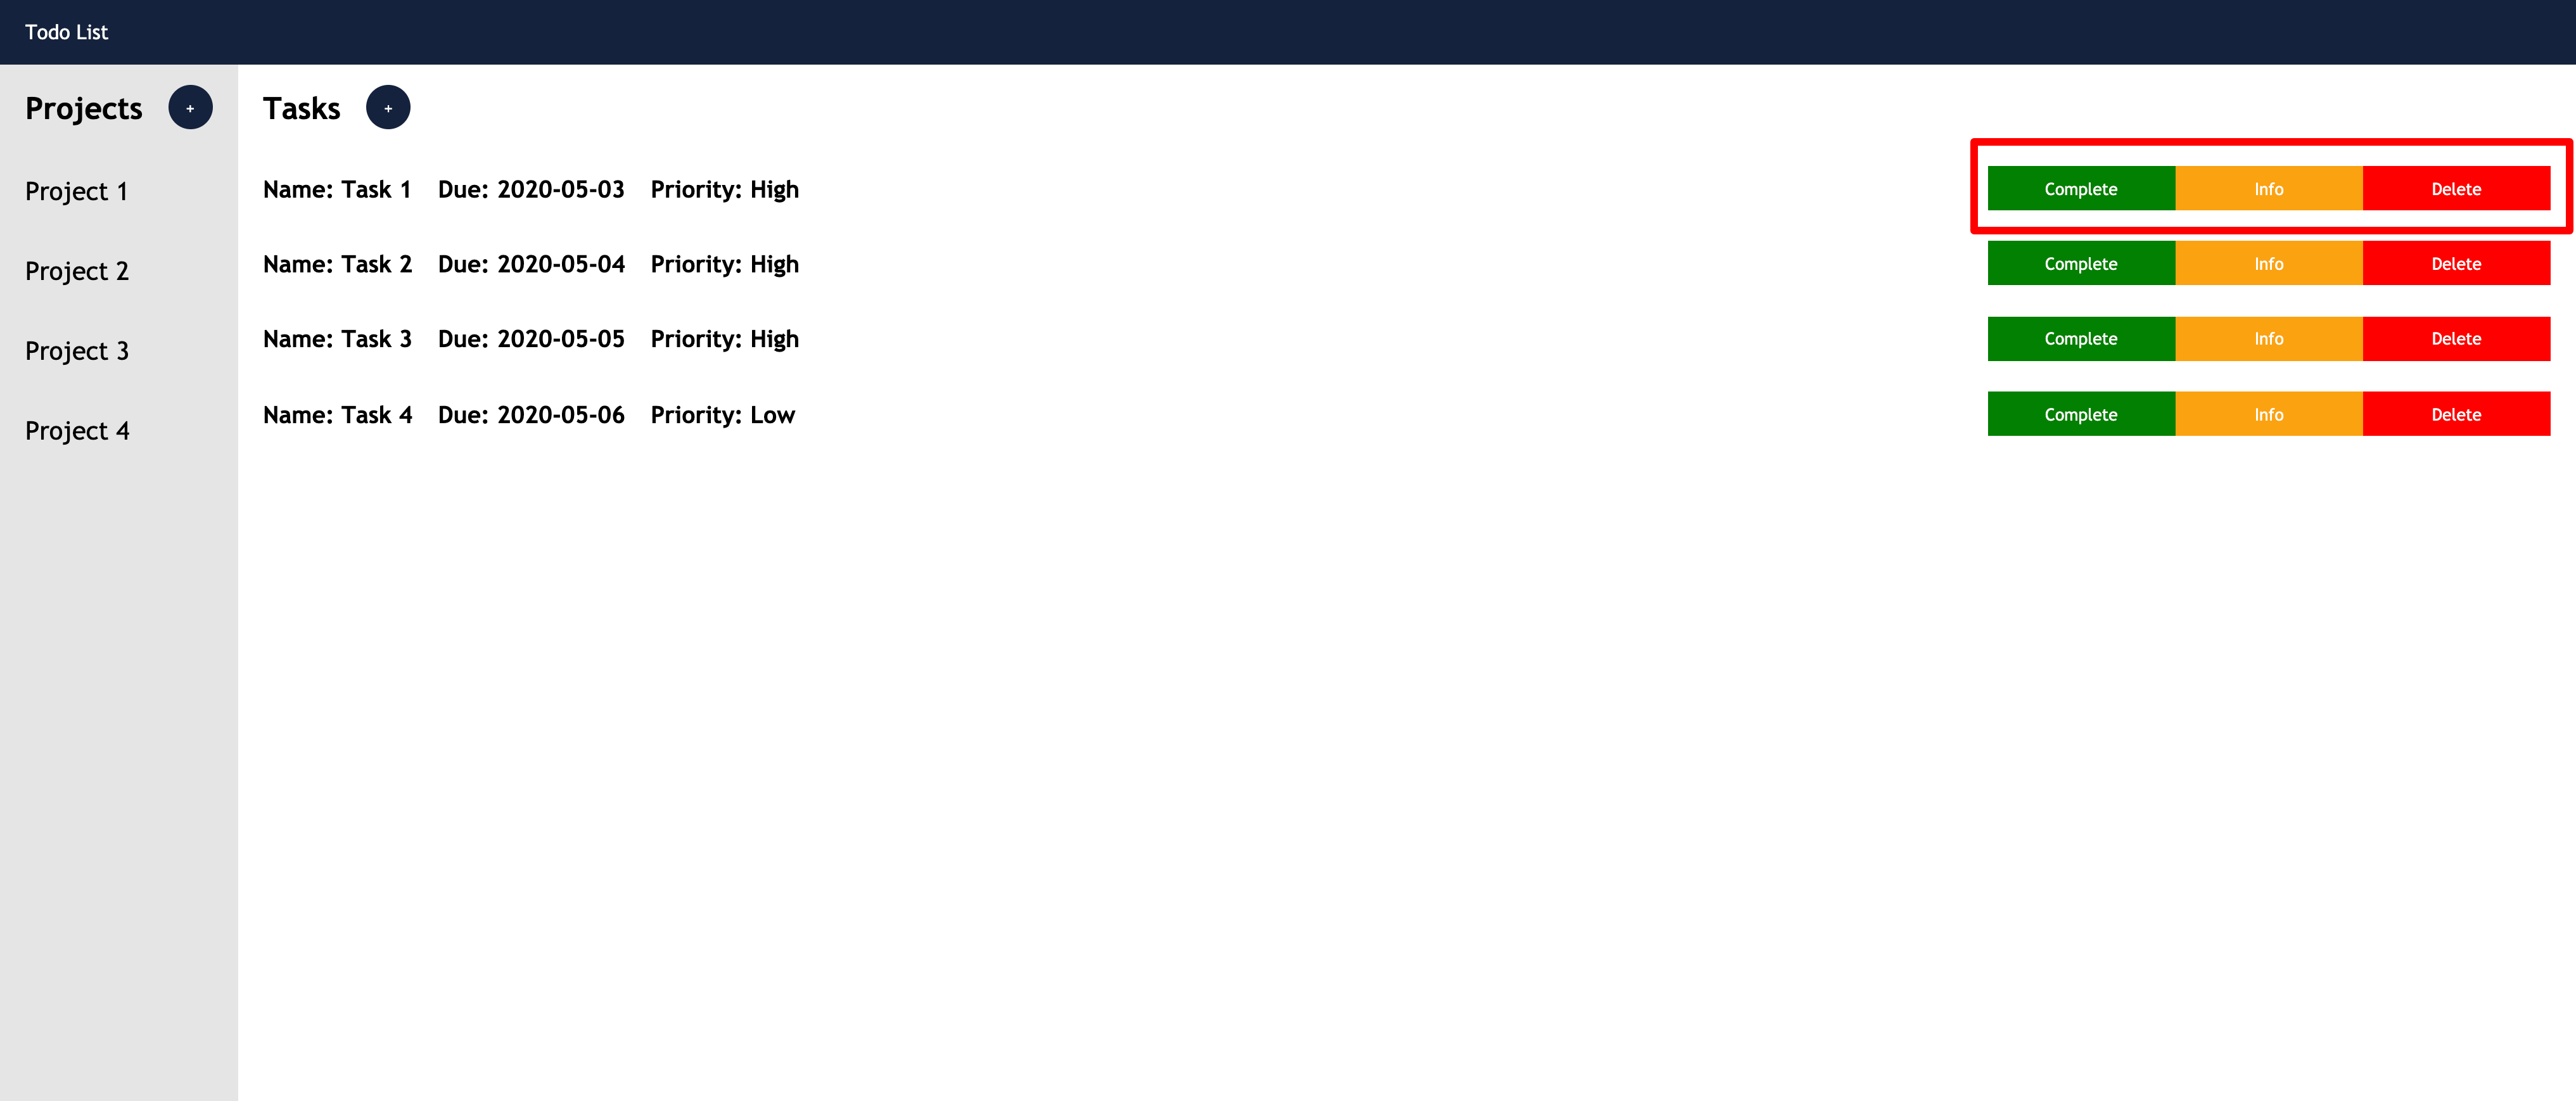 Todo List
Projects +
Project 1
Project 2
Project 3
Project 4
Tasks +
Name: Task 1 Due: 2020-05-03 Priority: High Complete Info Delete
Name: Task 2 Due: 2020-05-04 Priority: High Complete Info Delete
Name: Task 3 Due: 2020-05-05 Priority: High Complete Info Delete
Name: Task 4 Due: 2020-05-06 Priority: Low Complete Info Delete